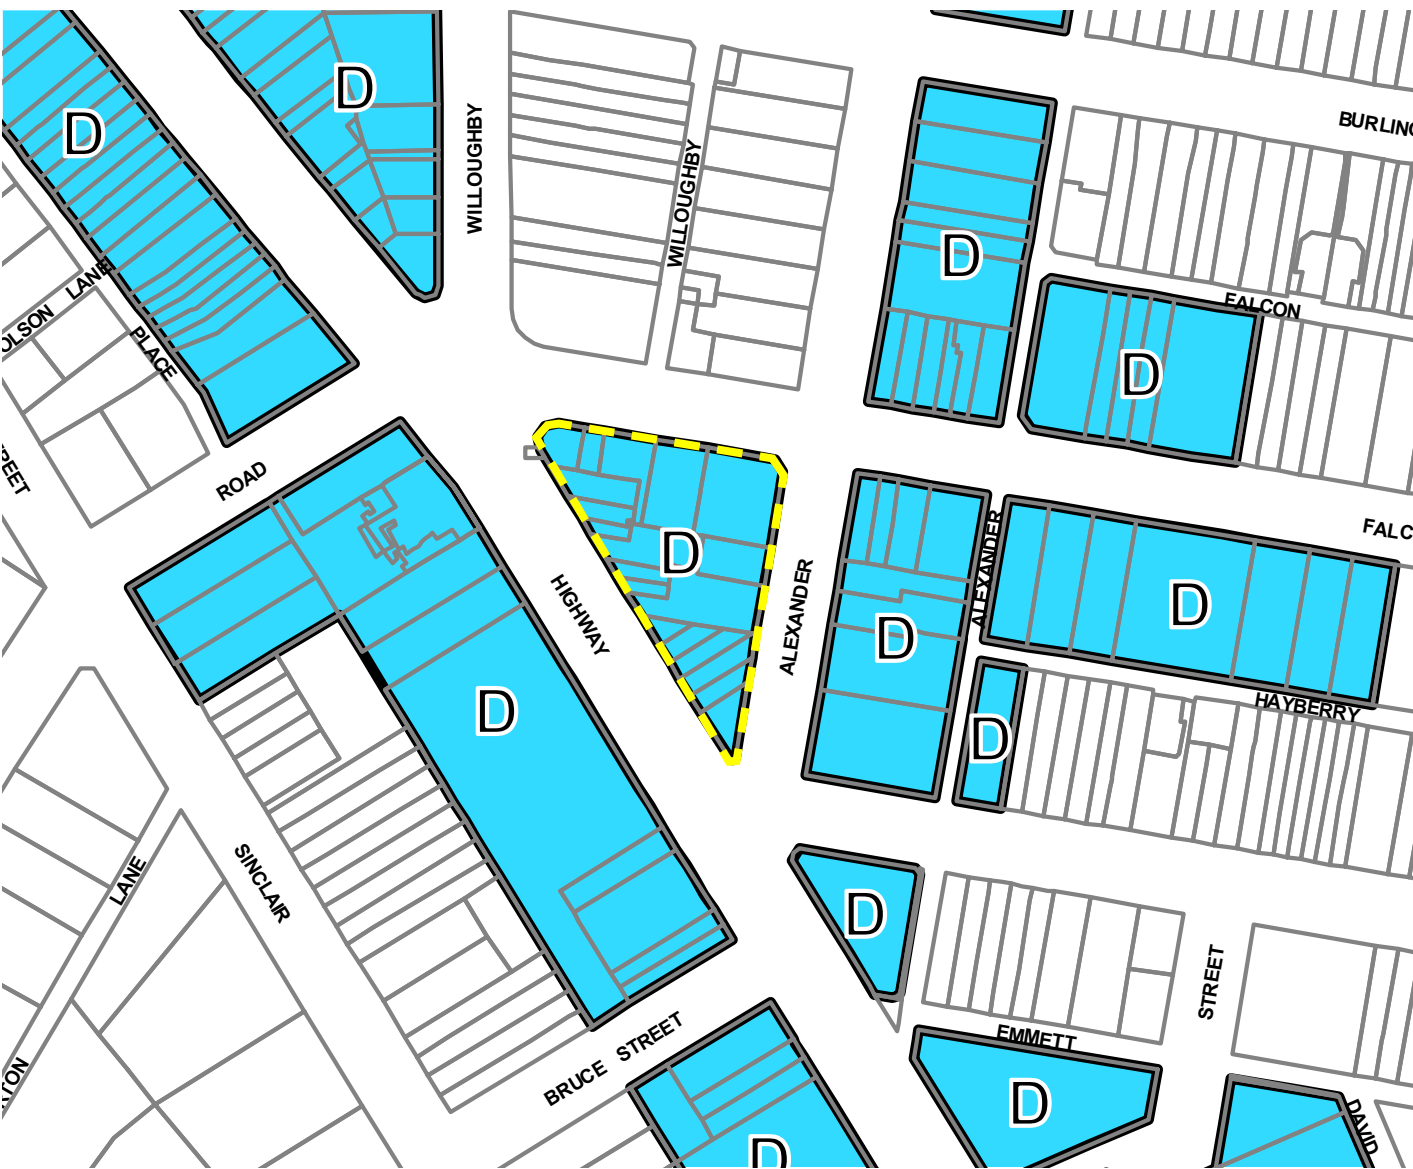 D
D
WILLOUGHBY
WILLOUGHBY
BURLING
D
OLSON LANE
PLACE
FALCON
D
ROAD
D
HIGHWAY
ALEXANDER
ALEXANDER
FALC
D
D
D
D
HAYBERRY
D
SINCLAIR
LANE
D
STREET
EMMETT
BRUCE STREET
D
D
DAVID